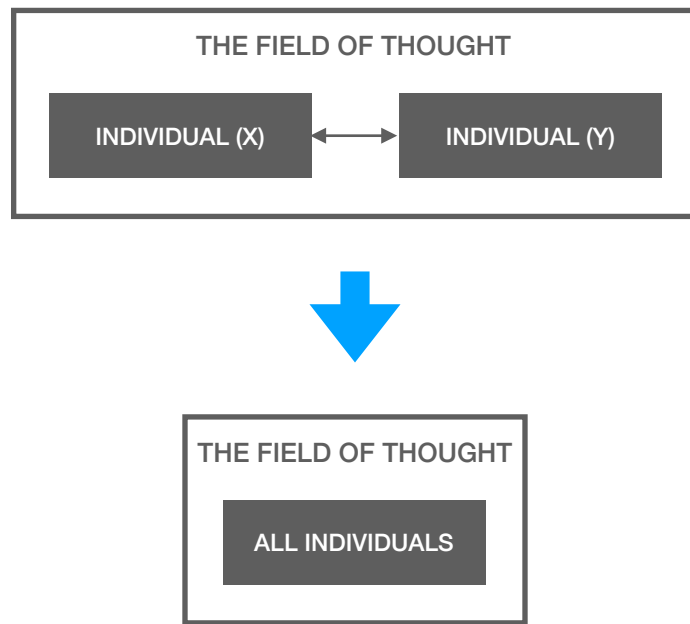 THE FIELD OF THOUGHT
INDIVIDUAL (X)
INDIVIDUAL (Y)
THE FIELD OF THOUGHT
ALL INDIVIDUALS